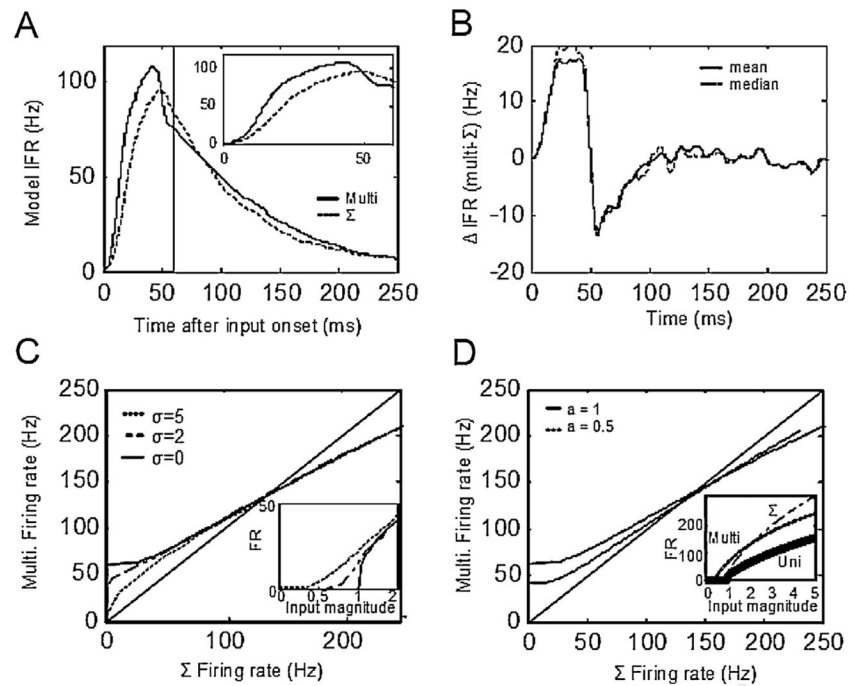 A
Model IFR (Hz)
100
50
0
0 50 100 150 200 250
Time after input onset (ms)
100
50
0
0 50
Multi
Σ
B
Δ IFR (multi-Σ) (Hz)
20
10
0
-10
-20
0 50 100 150 200 250
Time (ms)
mean
median
C
Multi. Firing rate (Hz)
250
200
150
100
50
0
0 100 200
Σ Firing rate (Hz)
σ=5
σ=2
σ=0
50
FR
0
0 0.5 1 2
Input magnitude
D
Multi. Firing rate (Hz)
250
200
150
100
50
0
0 50 100 150 200 250
Σ Firing rate (Hz)
a = 1
a = 0.5
FR
200
100
0
Σ
Multi
Uni
0 1 2 3 4 5
Input magnitude